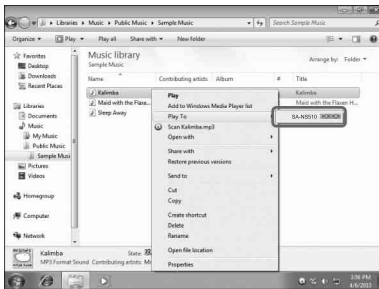 Libraries ▸ Music ▸ Public Music ▸ Sample Music
Search Sample Music
Organize ▾ Play ▾ Play all Share with ▾ New folder
Favorites
Desktop
Downloads
Recent Places
Libraries
Documents
Music
My Music
Public Music
Sample Musi
Pictures
Videos
Homegroup
Computer
Network
Music library
Sample Music
Arrange by: Folder ▾
Name Contributing artists Album # Title
Kalimba
Maid with the Flaxe...
Sleep Away
Kalimba
Maid with the Flaxen H...
Play
Add to Windows Media Player list
Play To
SA-NS510
Scan Kalimba.mp3
Open with
Share with
Restore previous versions
Send to
Cut
Copy
Create shortcut
Delete
Rename
Open file location
Properties
Kalimba
MP3 Format Sound
State:
Contributing artists: M
3:56 PM